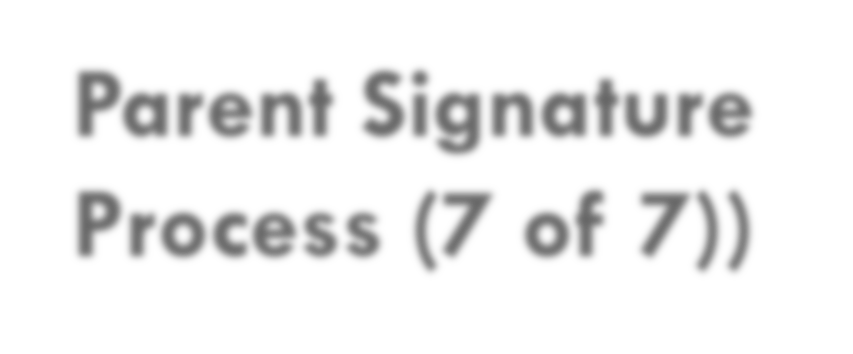 Parent Signature
Process (7 of 7))